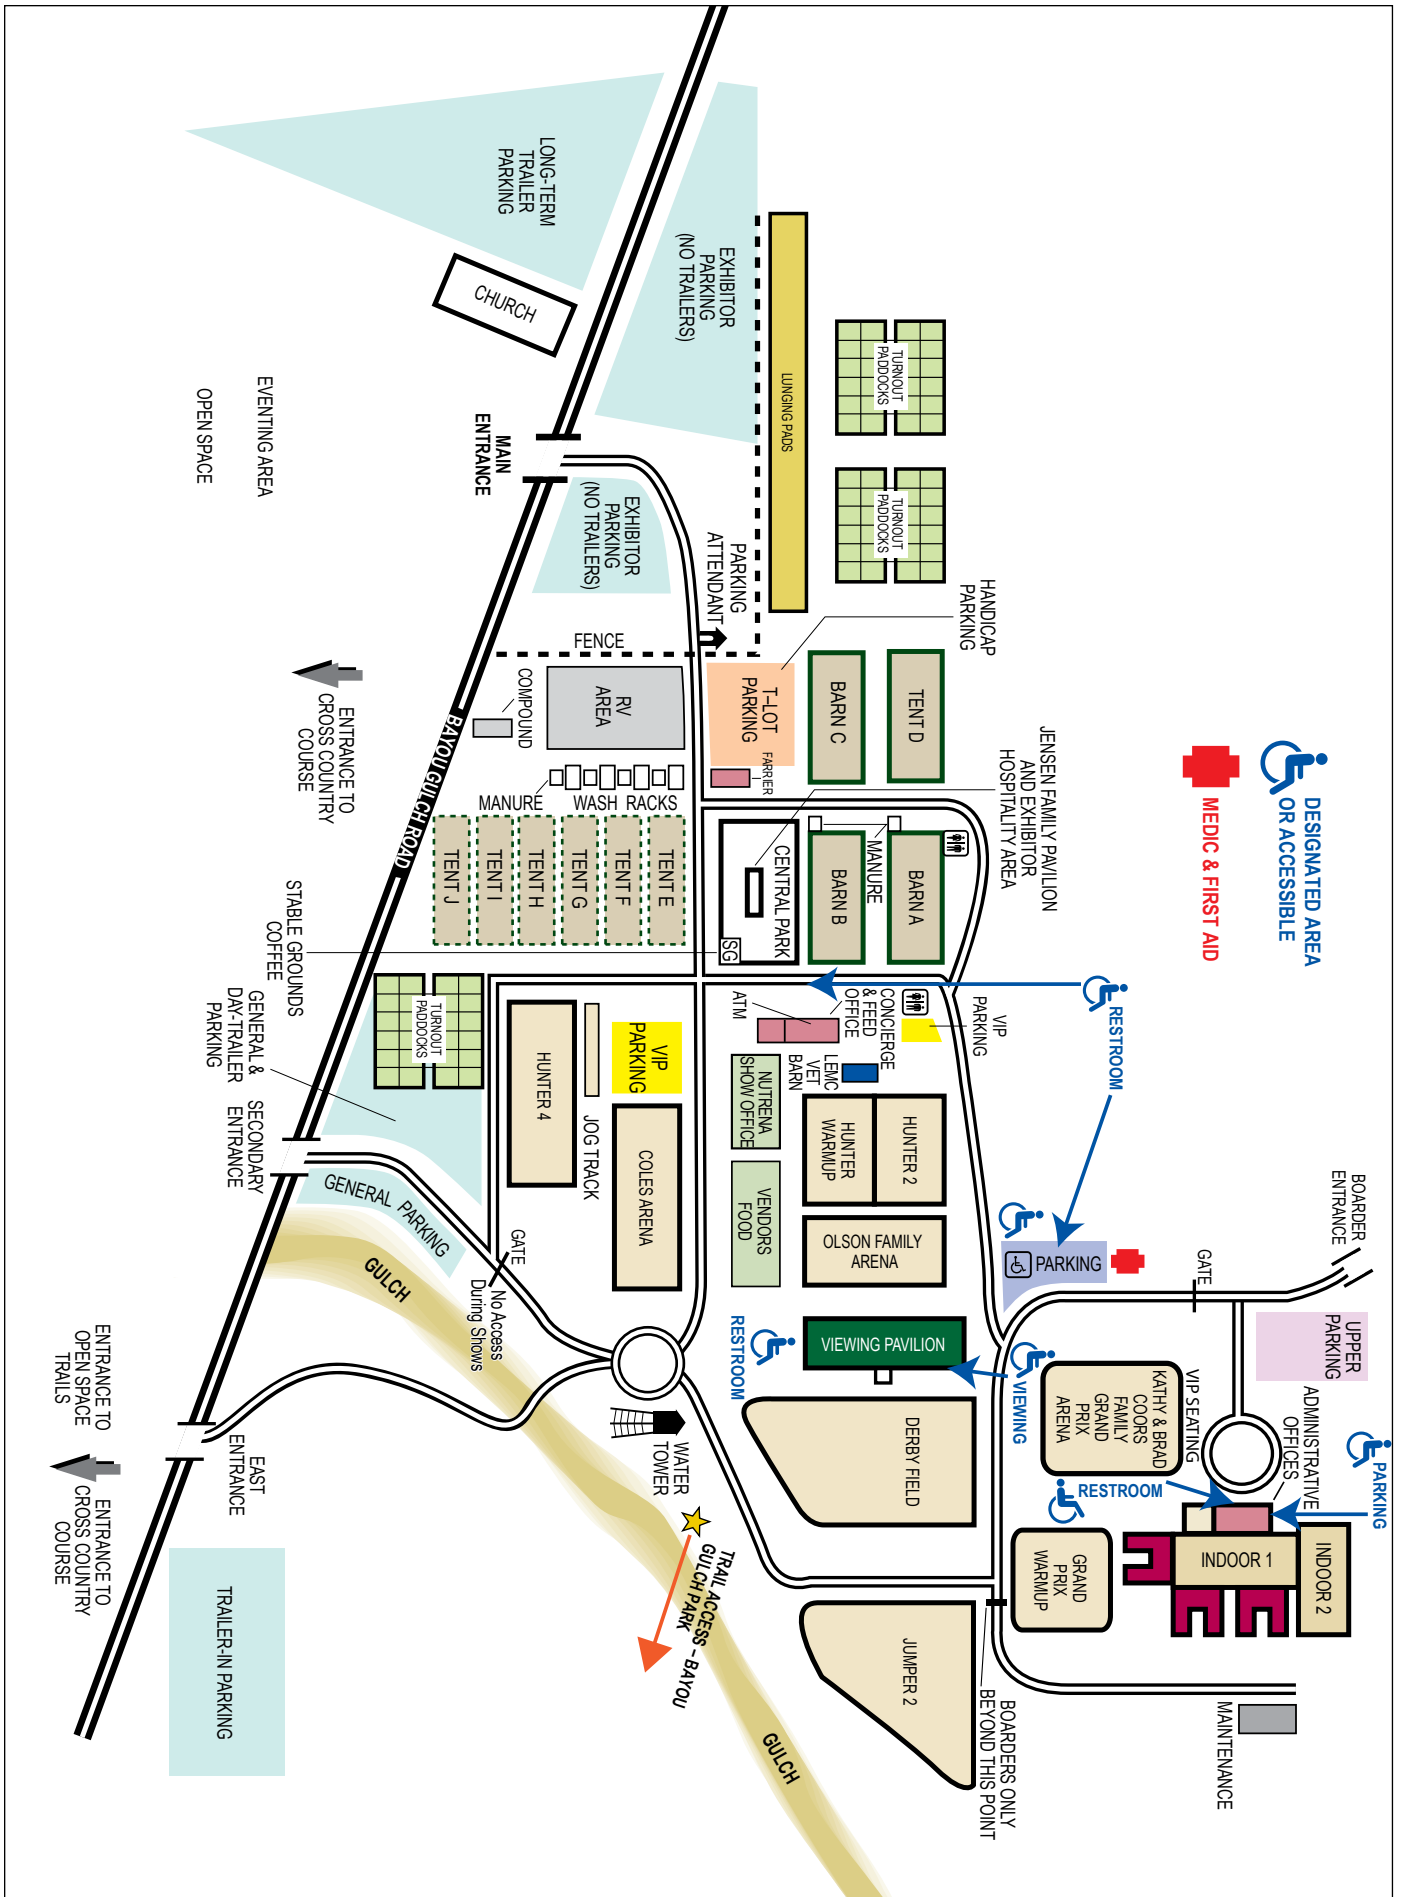 DESIGNATED AREA
OR ACCESSIBLE
MEDIC & FIRST AID
BOARDER
ENTRANCE
UPPER
PARKING
ADMINISTRATIVE
OFFICES
PARKING
INDOOR 2
INDOOR 1
MAINTENANCE
GATE
PARKING
VIP SEATING
KATHY & BRAD
COORS
FAMILY
GRAND
PRIX
ARENA
RESTROOM
GRAND
PRIX
WARMUP
RESTROOM
VIEWING
BOARDERS ONLY
BEYOND THIS POINT
JENSEN FAMILY PAVILION
AND EXHIBITOR
HOSPITALITY AREA
HANDICAP
PARKING
VIP
PARKING
TURNOUT
PADDOCKS
TURNOUT
PADDOCKS
TENT D
BARN A
HUNTER 2
CONCIERGE
& FEED
OFFICE
MANURE
BARN C
BARN B
LEMC
VET
BARN
HUNTER
WARMUP
OLSON FAMILY
ARENA
VIEWING PAVILION
DERBY FIELD
JUMPER 2
LUNGING PADS
T-LOT
PARKING
FARRIER
CENTRAL PARK
SG
ATM
NUTRENA
SHOW OFFICE
VENDORS
FOOD
RESTROOM
GULCH
EXHIBITOR
PARKING
(NO TRAILERS)
PARKING
ATTENDANT
LONG-TERM
TRAILER
PARKING
CHURCH
EXHIBITOR
PARKING
(NO TRAILERS)
FENCE
RV
AREA
WASH RACKS
MANURE
COMPOUND
TENT E
TENT F
TENT G
TENT H
TENT I
TENT J
VIP
PARKING
COLES ARENA
JOG TRACK
HUNTER 4
WATER
TOWER
TRAIL ACCESS - BAYOU
GULCH PARK
MAIN
ENTRANCE
BAYOU GULCH ROAD
TURNOUT
PADDOCKS
GATE
No Access
During Shows
GENERAL PARKING
GULCH
EVENTING AREA
OPEN SPACE
ENTRANCE TO
CROSS COUNTRY
COURSE
STABLE GROUNDS
COFFEE
GENERAL &
DAY-TRAILER
PARKING
SECONDARY
ENTRANCE
EAST
ENTRANCE
TRAILER-IN PARKING
ENTRANCE TO
OPEN SPACE
TRAILS
ENTRANCE TO
CROSS COUNTRY
COURSE